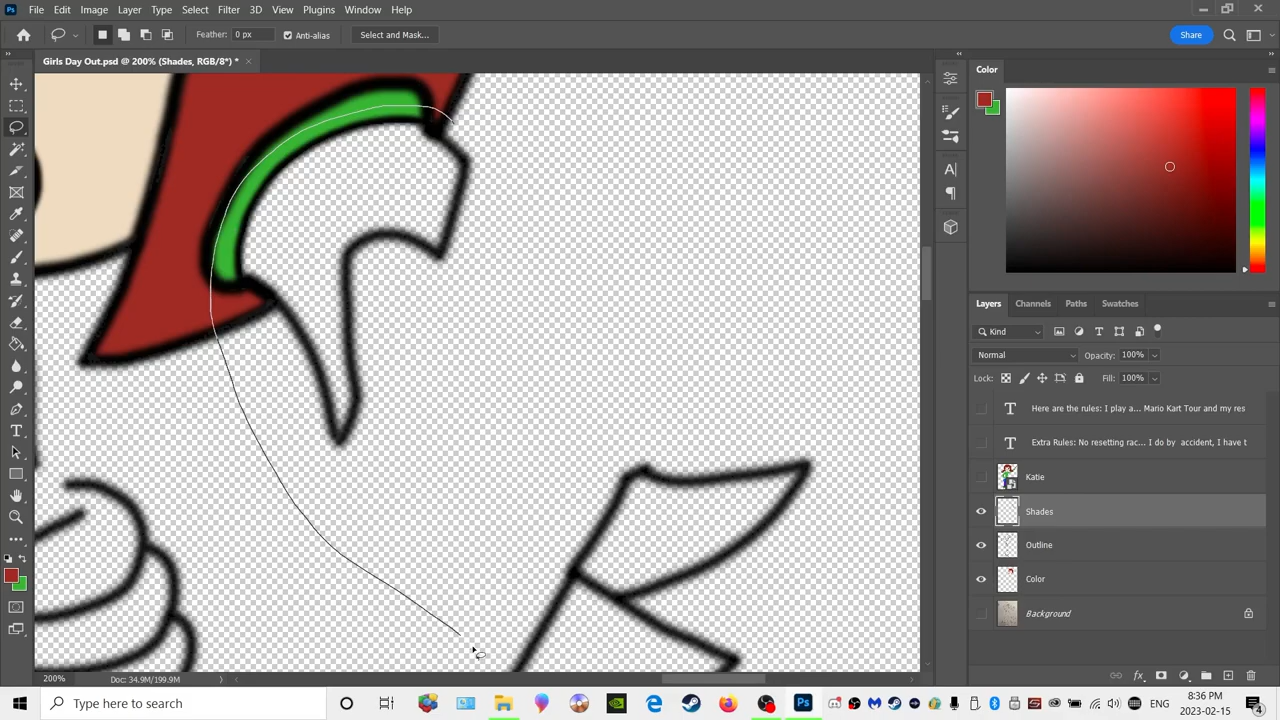 File Edit Image Layer Type Select Filter 3D View Plugins Window Help
Feather: 0 px Anti-alias Select and Mask... Share
Girls Day Out.psd @ 200% (Shades, RGB/8*) *
Color
Layers Channels Paths Swatches
Kind
Normal Opacity: 100%
Lock: Fill: 100%
Here are the rules: I play a... Mario Kart Tour and my res
Extra Rules: No resetting rac... I do by accident, I have t
Katie
Shades
Outline
Color
Background
200% Doc: 34.9M/199.9M
Type here to search
ENG
8:36 PM
2023-02-15
4